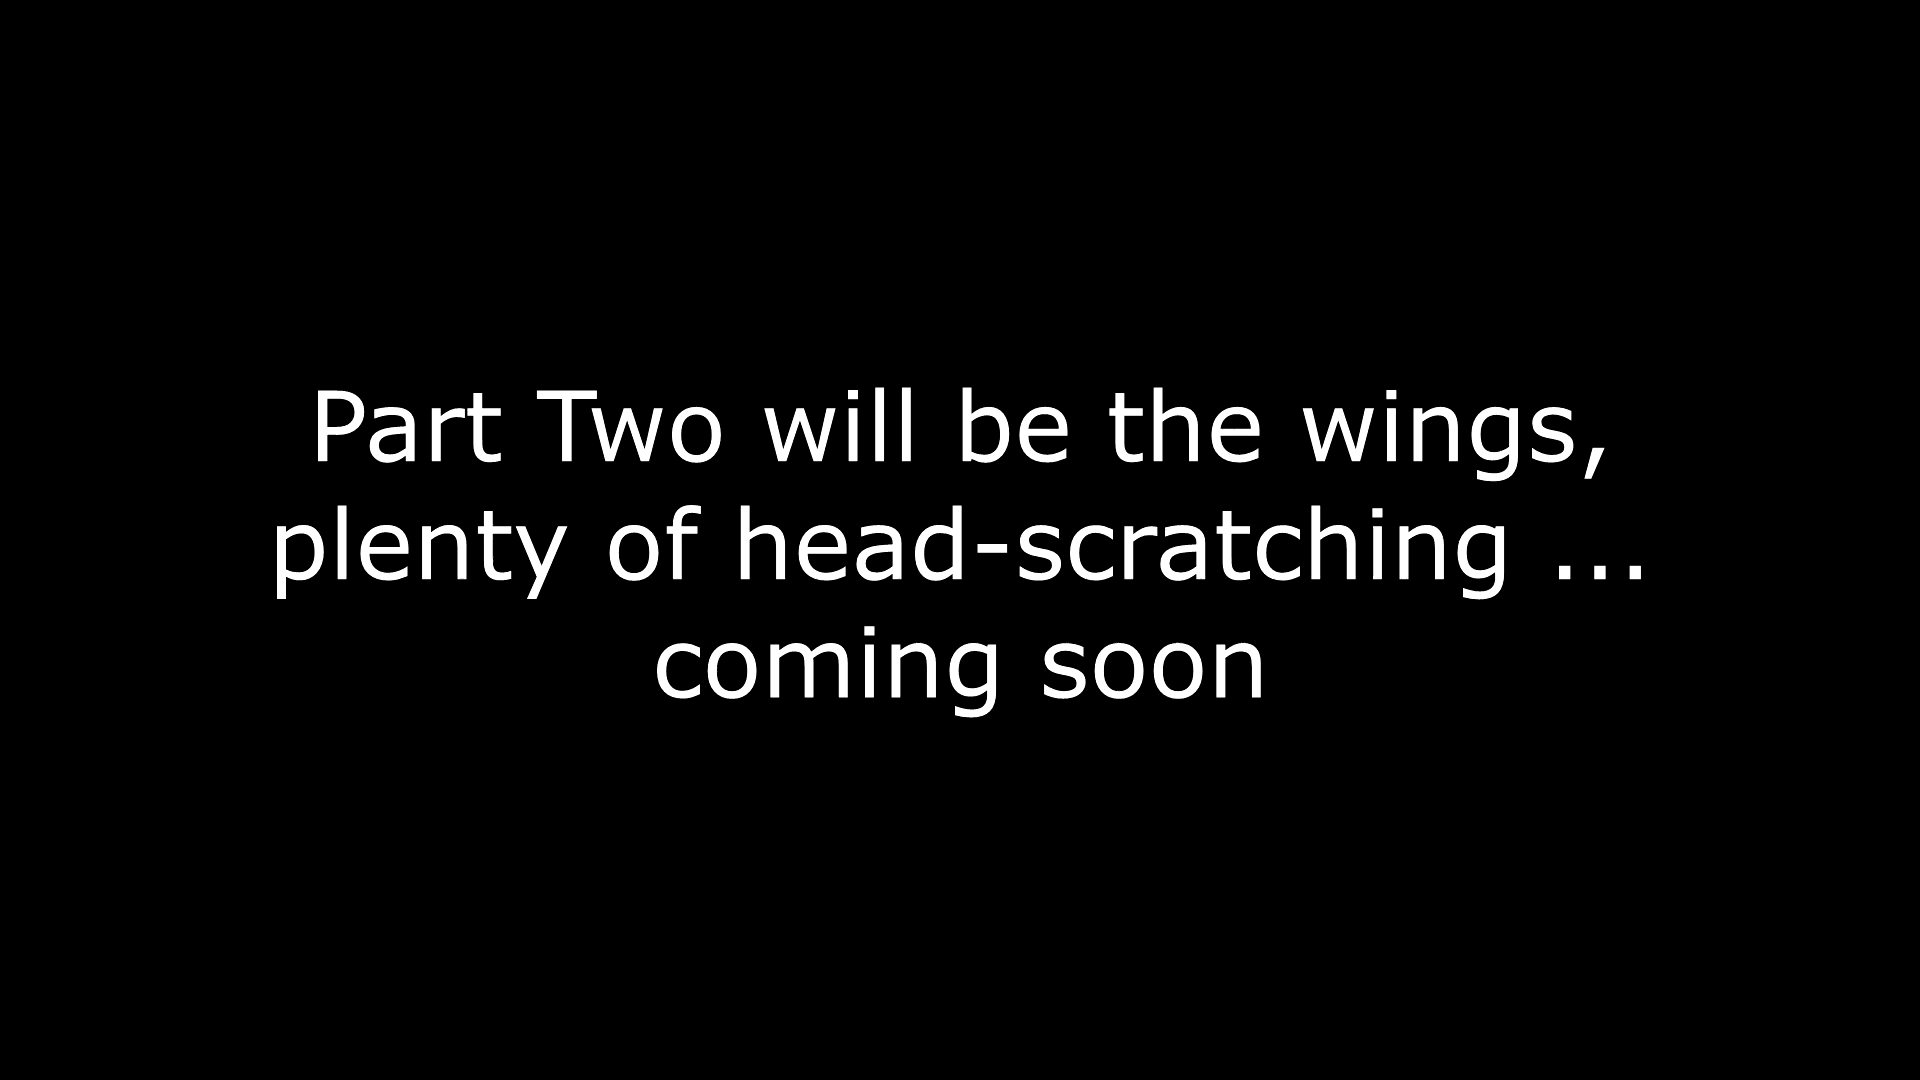 Part Two will be the wings,
plenty of head-scratching ...
coming soon